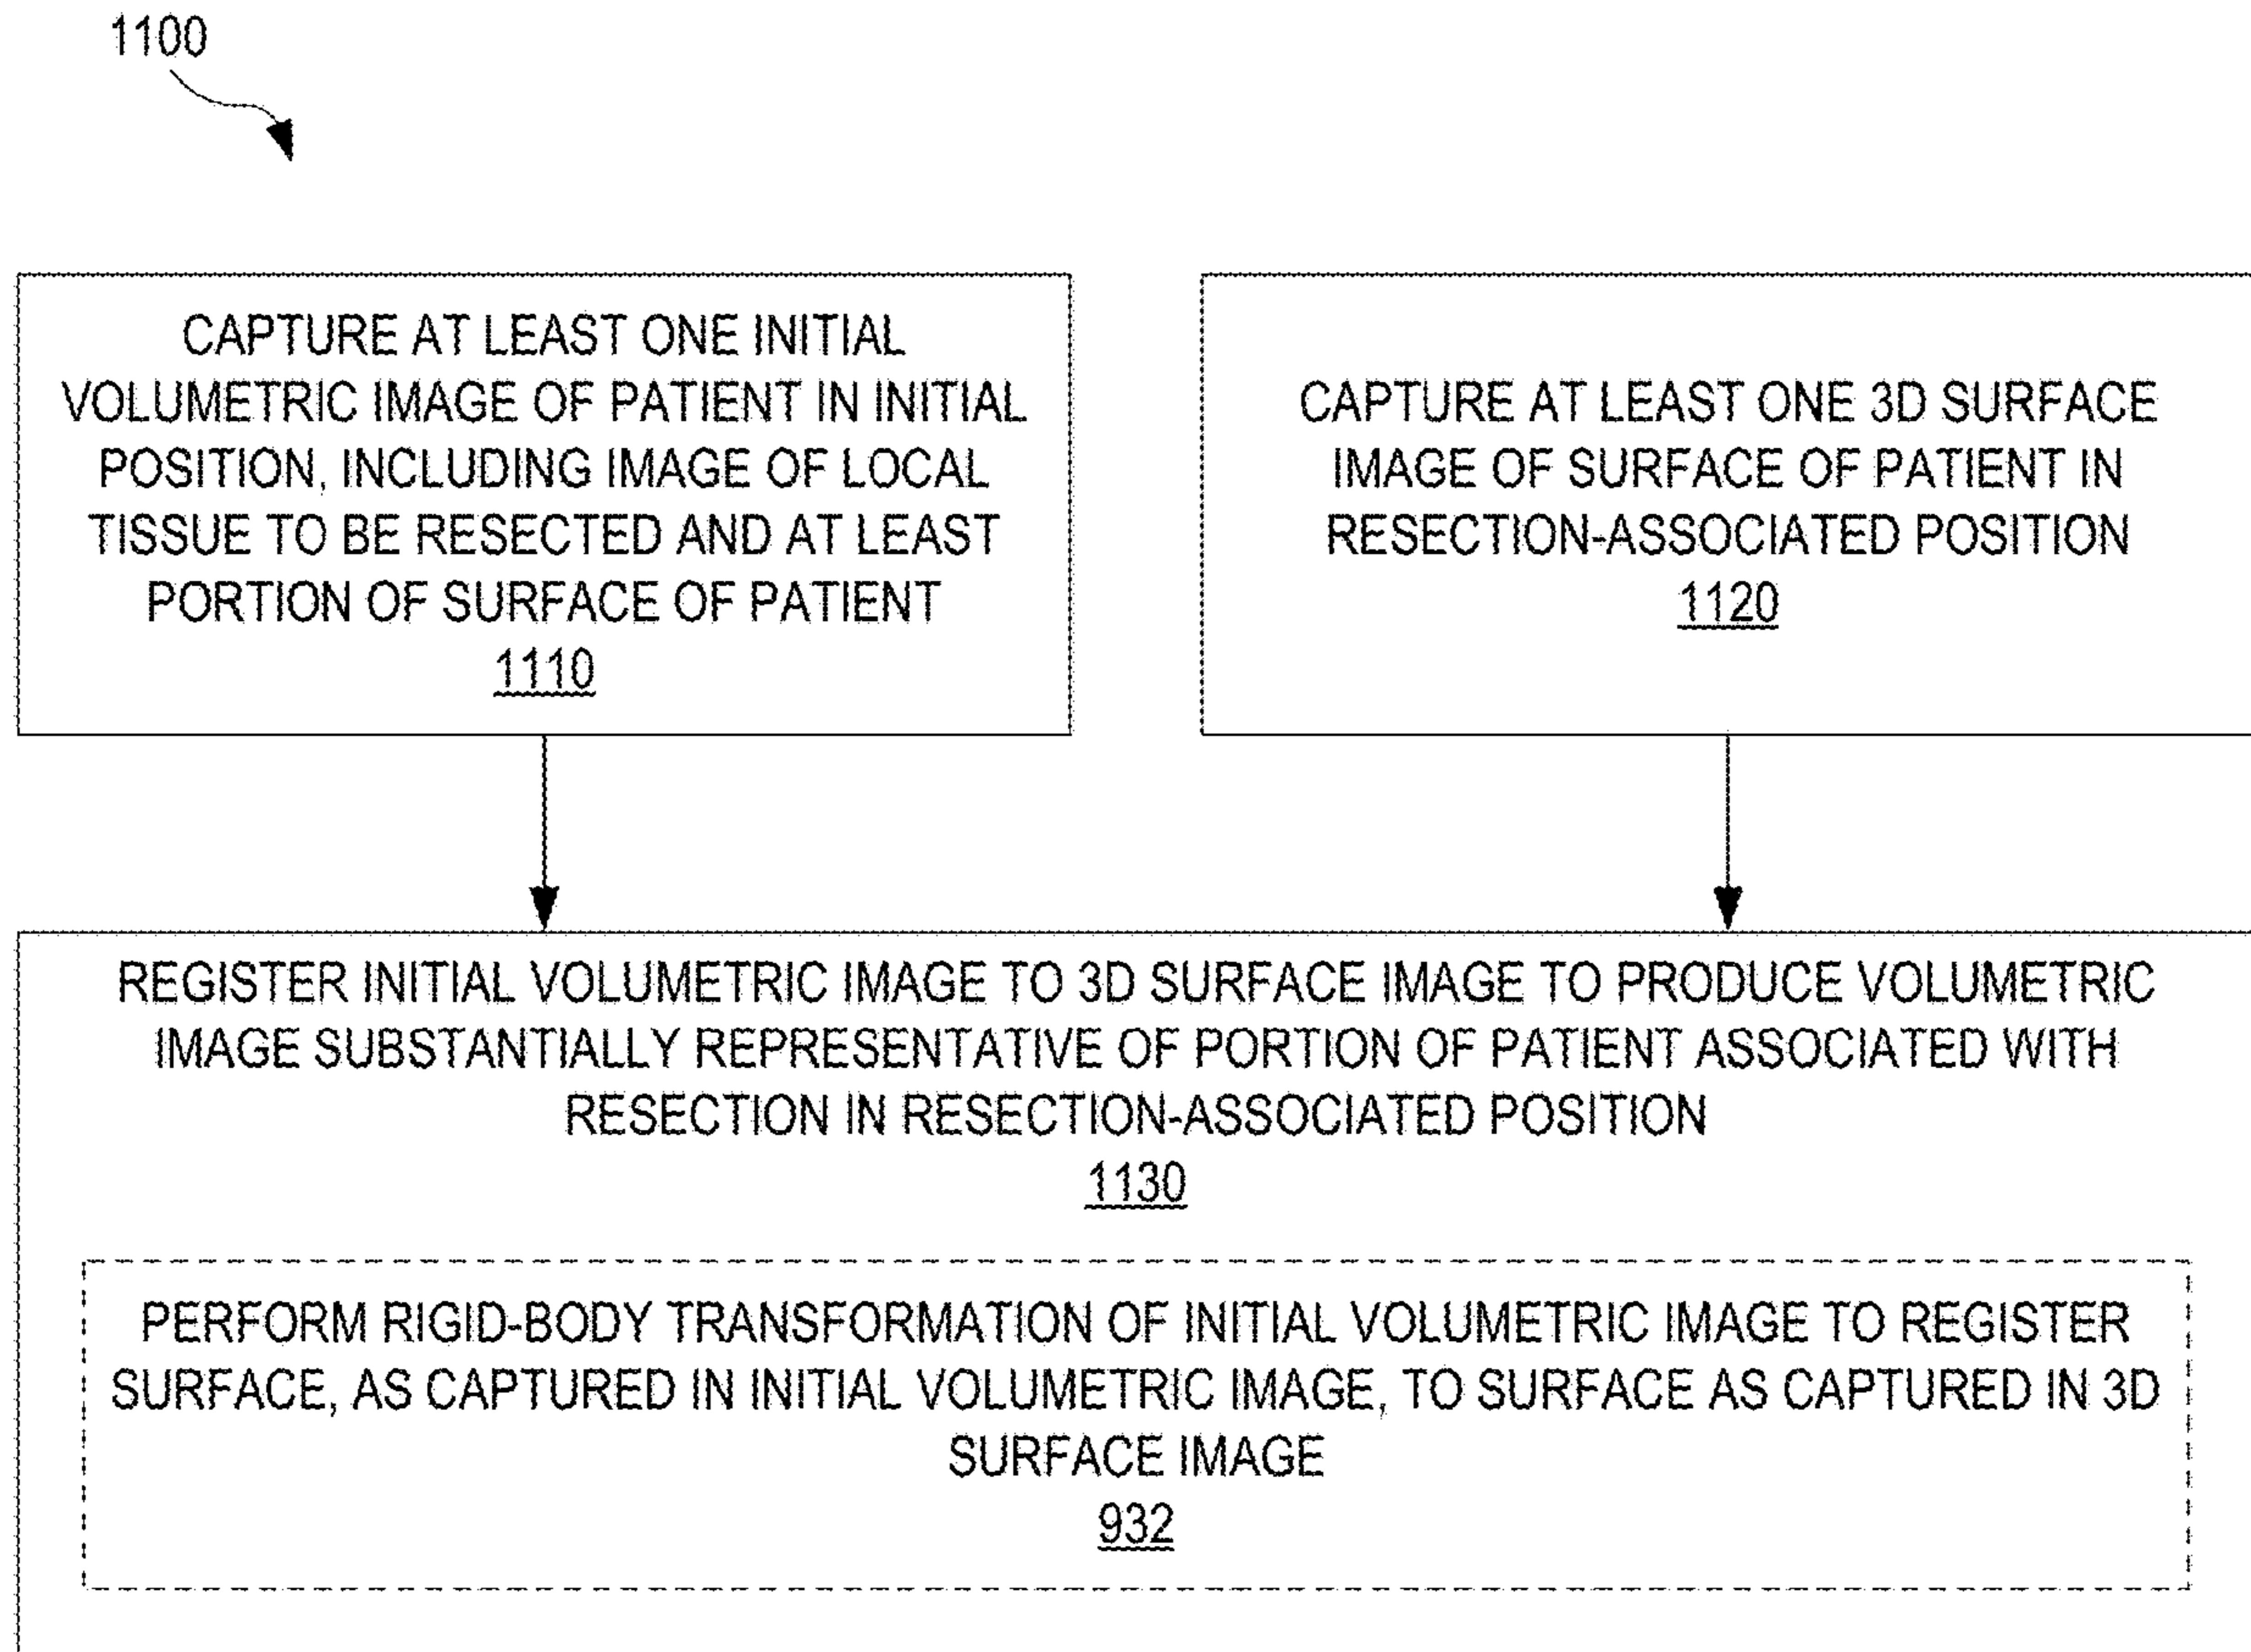 1100
CAPTURE AT LEAST ONE INITIAL
VOLUMETRIC IMAGE OF PATIENT IN INITIAL
POSITION, INCLUDING IMAGE OF LOCAL
TISSUE TO BE RESECTED AND AT LEAST
PORTION OF SURFACE OF PATIENT
1110
CAPTURE AT LEAST ONE 3D SURFACE
IMAGE OF SURFACE OF PATIENT IN
RESECTION-ASSOCIATED POSITION
1120
REGISTER INITIAL VOLUMETRIC IMAGE TO 3D SURFACE IMAGE TO PRODUCE VOLUMETRIC
IMAGE SUBSTANTIALLY REPRESENTATIVE OF PORTION OF PATIENT ASSOCIATED WITH
RESECTION IN RESECTION-ASSOCIATED POSITION
1130
PERFORM RIGID-BODY TRANSFORMATION OF INITIAL VOLUMETRIC IMAGE TO REGISTER
SURFACE, AS CAPTURED IN INITIAL VOLUMETRIC IMAGE, TO SURFACE AS CAPTURED IN 3D
SURFACE IMAGE
932